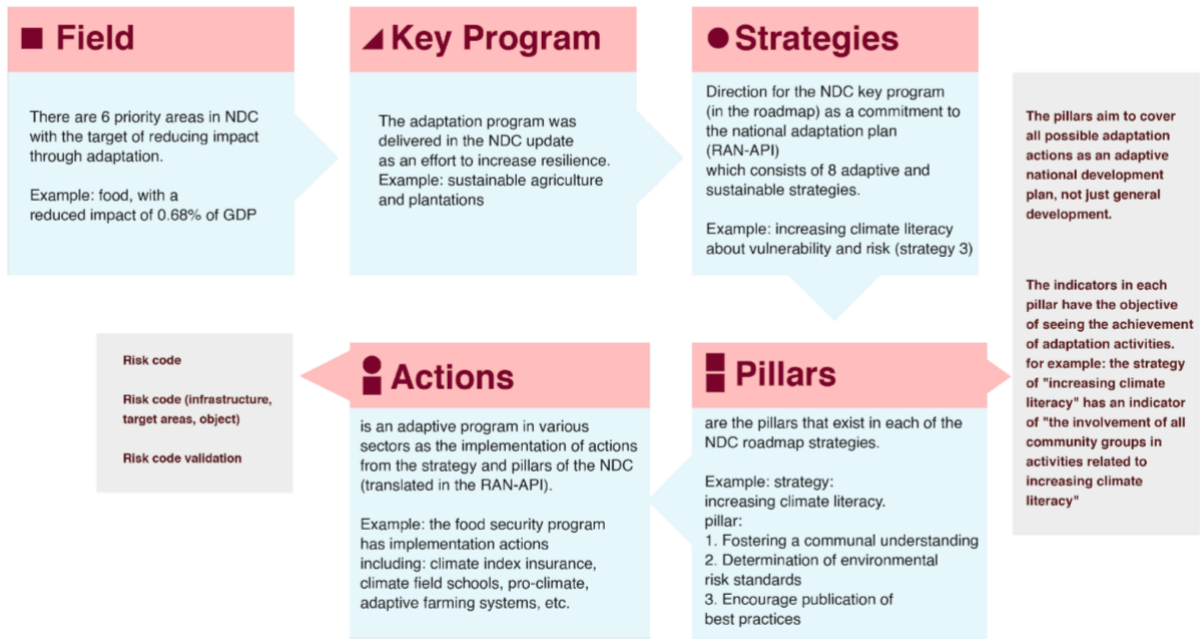 Field
There are 6 priority areas in NDC
with the target of reducing impact
through adaptation.
Example: food, with a
reduced impact of 0.68% of GDP
Key Program
The adaptation program was
delivered in the NDC update
as an effort to increase resilience.
Example: sustainable agriculture
and plantations
Strategies
Direction for the NDC key program
(in the roadmap) as a commitment to
the national adaptation plan
(RAN-API)
which consists of 8 adaptive and
sustainable strategies.
Example: increasing climate literacy
about vulnerability and risk (strategy 3)
Pillars
are the pillars that exist in each of the
NDC roadmap strategies.
Example: strategy:
increasing climate literacy.
pillar:
1. Fostering a communal understanding
2. Determination of environmental
risk standards
3. Encourage publication of
best practices
The pillars aim to cover
all possible adaptation
actions as an adaptive
national development
plan, not just general
development.
The indicators in each
pillar have the objective
of seeing the achievement
of adaptation activities.
for example: the strategy
of "increasing climate
literacy" has an indicator
of "the involvement of all
community groups in
activities related to
increasing climate
literacy"
Actions
is an adaptive program in various
sectors as the implementation of actions
from the strategy and pillars of the NDC
(translated in the RAN-API).
Example: the food security program
has implementation actions
including: climate index insurance,
climate field schools, pro-climate,
adaptive farming systems, etc.
Risk code
Risk code (infrastructure,
target areas, object)
Risk code validation